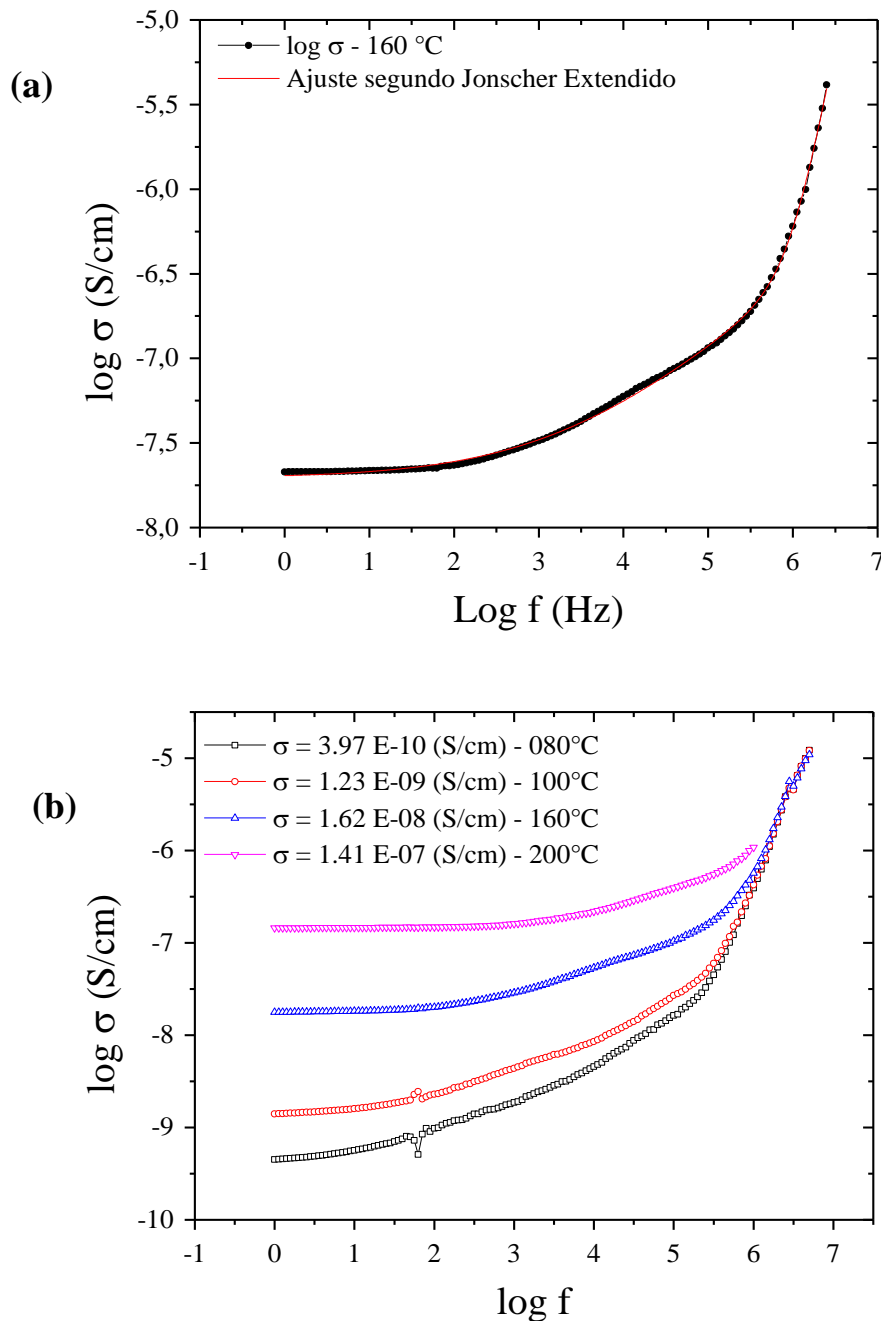 (a)
log σ - 160 °C
Ajuste segundo Jonscher Extendido
-5,0
-5,5
-6,0
-6,5
-7,0
-7,5
-8,0
log σ (S/cm)
-1 0 1 2 3 4 5 6 7
Log f (Hz)
(b)
σ = 3.97 E-10 (S/cm) - 080°C
σ = 1.23 E-09 (S/cm) - 100°C
σ = 1.62 E-08 (S/cm) - 160°C
σ = 1.41 E-07 (S/cm) - 200°C
-5
-6
-7
-8
-9
-10
log σ (S/cm)
-1 0 1 2 3 4 5 6 7
log f